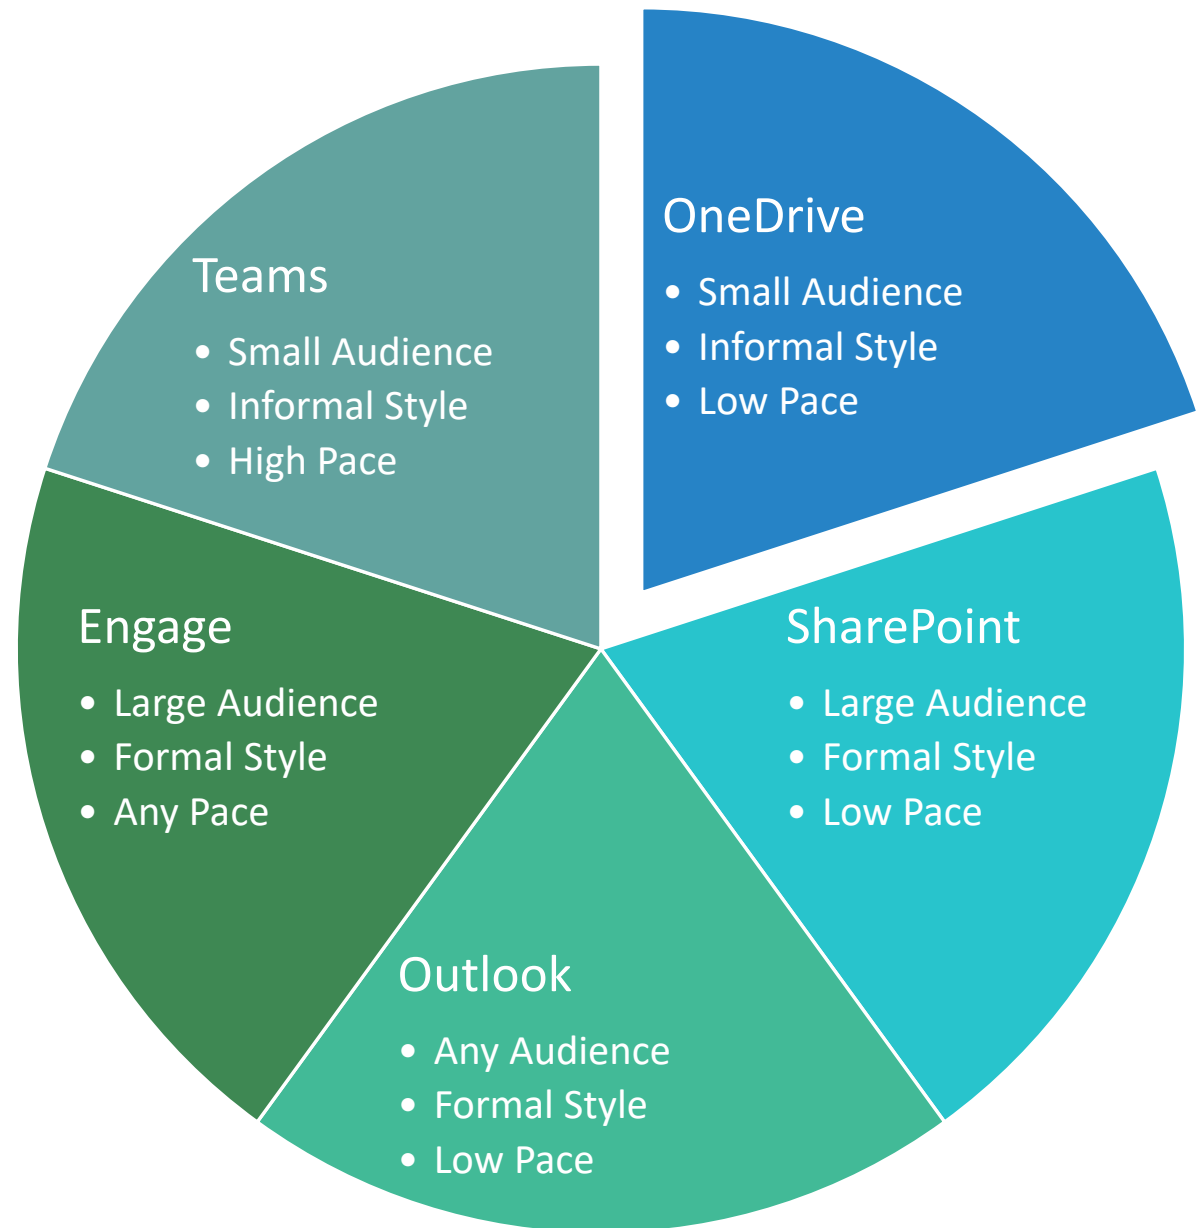 OneDrive
• Small Audience
• Informal Style
• Low Pace
SharePoint
• Large Audience
• Formal Style
• Low Pace
Outlook
• Any Audience
• Formal Style
• Low Pace
Engage
• Large Audience
• Formal Style
• Any Pace
Teams
• Small Audience
• Informal Style
• High Pace